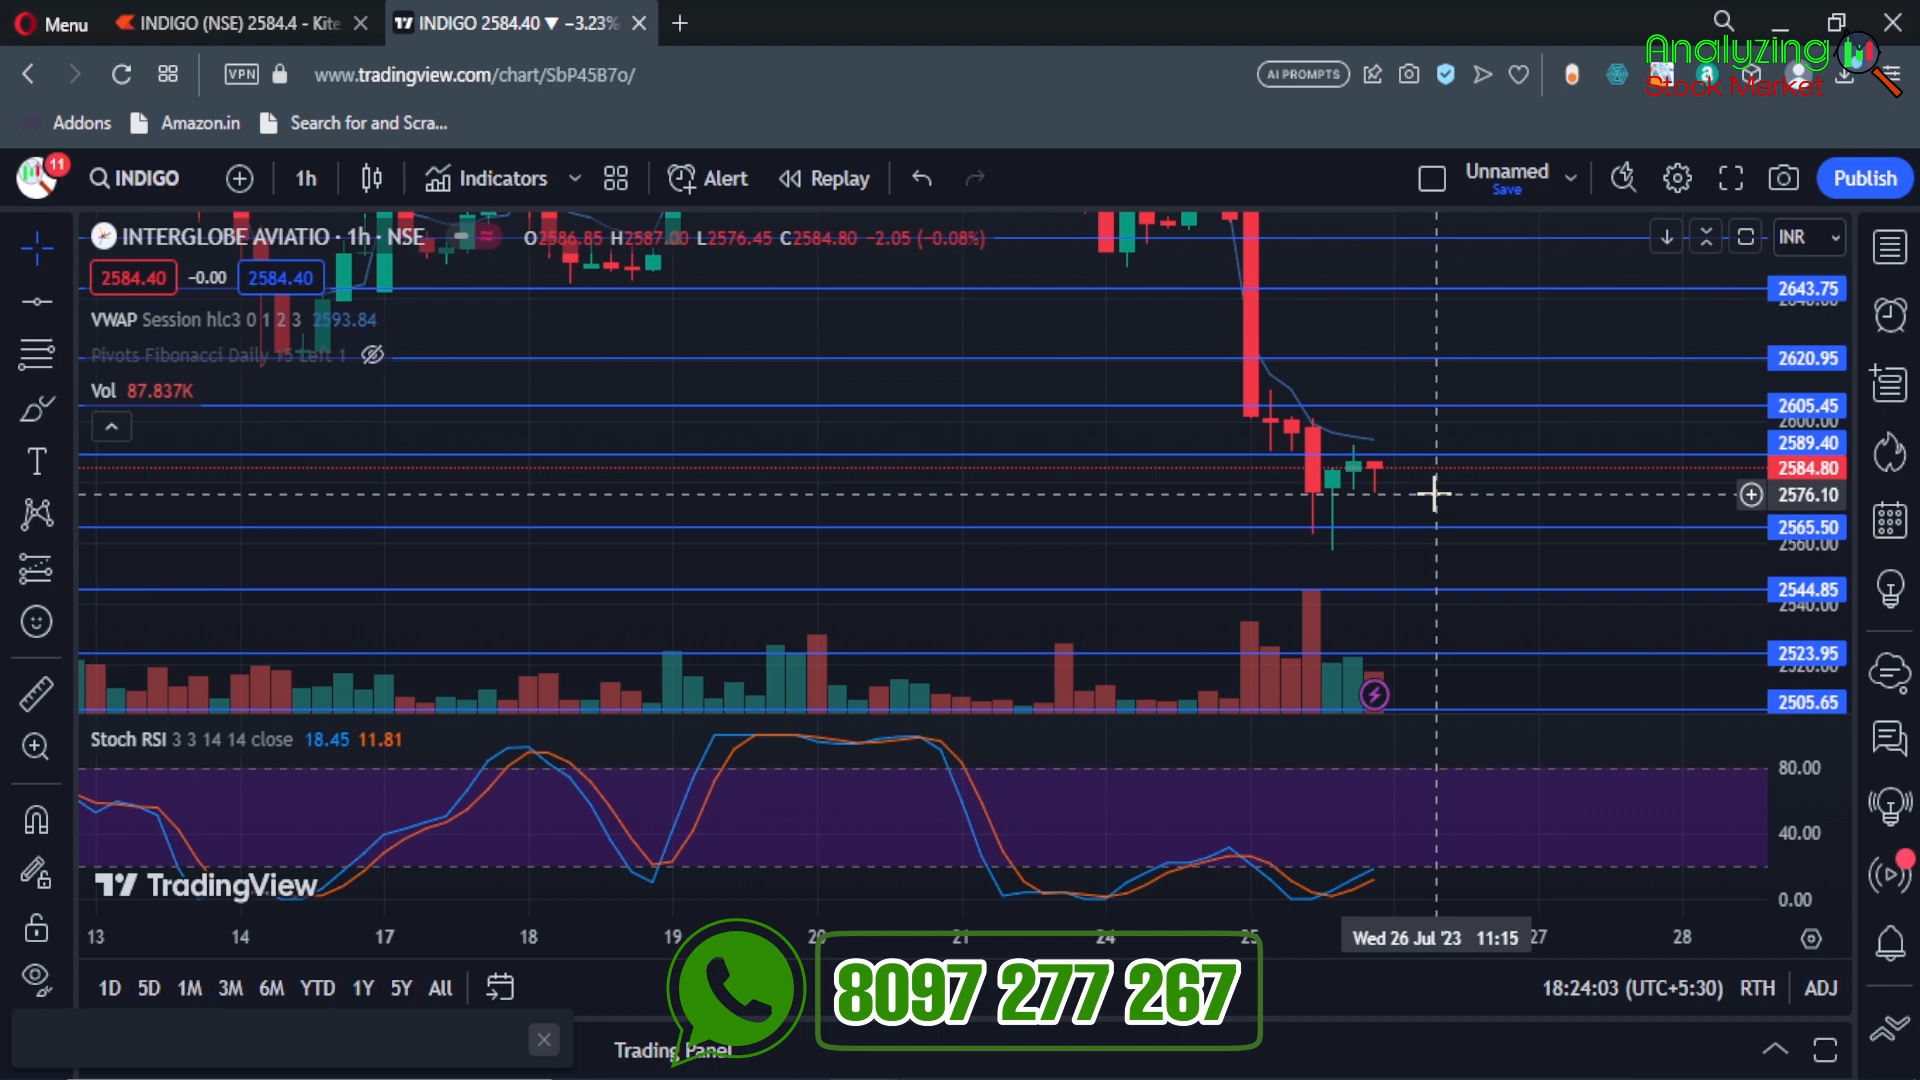 Menu
INDIGO (NSE) 2584.4 - Kite
INDIGO 2584.40 ▼ −3.23%
Analyzing
Stock Market
VPN
www.tradingview.com/chart/SbP45B7o/
AI PROMPTS
Addons
Amazon.in
Search for and Scra...
11
INDIGO
1h
Indicators
Alert
Replay
Unnamed
Save
Publish
INTERGLOBE AVIATIO · 1h · NSE
O2586.85 H2587.00 L2576.45 C2584.80 −2.05 (−0.08%)
INR
2584.40 −0.00 2584.40
VWAP Session hlc3 0 1 2 3 2593.84
Pivots Fibonacci Daily 15 Left 1
Vol 87.837K
2643.75
2620.95
2605.45
2600.00
2589.40
2584.80
2576.10
2565.50
2560.00
2544.85
2540.00
2523.95
2505.65
Stoch RSI 3 3 14 14 close 18.45 11.81
80.00
40.00
0.00
TradingView
13 14 17 18 19 20 21 24 25 Wed 26 Jul '23 11:15 27 28
1D 5D 1M 3M 6M YTD 1Y 5Y All
18:24:03 (UTC+5:30) RTH ADJ
8097 277 267
Trading Panel